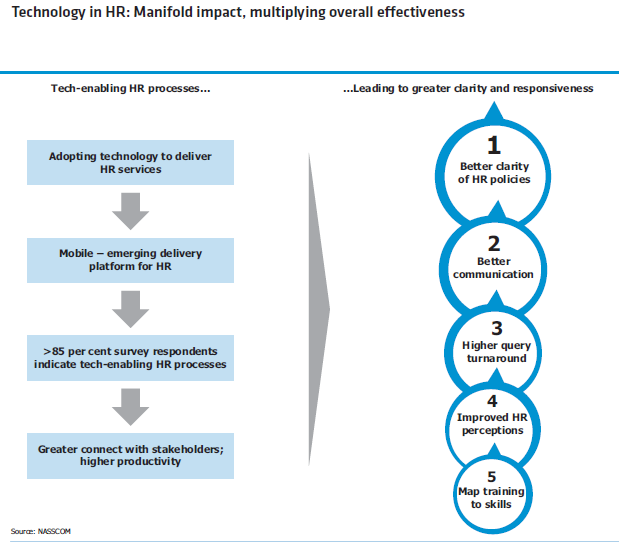 Technology in HR: Manifold impact, multiplying overall effectiveness
Tech-enabling HR processes...
Adopting technology to deliver
HR services
Mobile – emerging delivery
platform for HR
>85 per cent survey respondents
indicate tech-enabling HR processes
Greater connect with stakeholders;
higher productivity
...Leading to greater clarity and responsiveness
1
Better clarity
of HR policies
2
Better
communication
3
Higher query
turnaround
4
Improved HR
perceptions
5
Map training
to skills
Source: NASSCOM